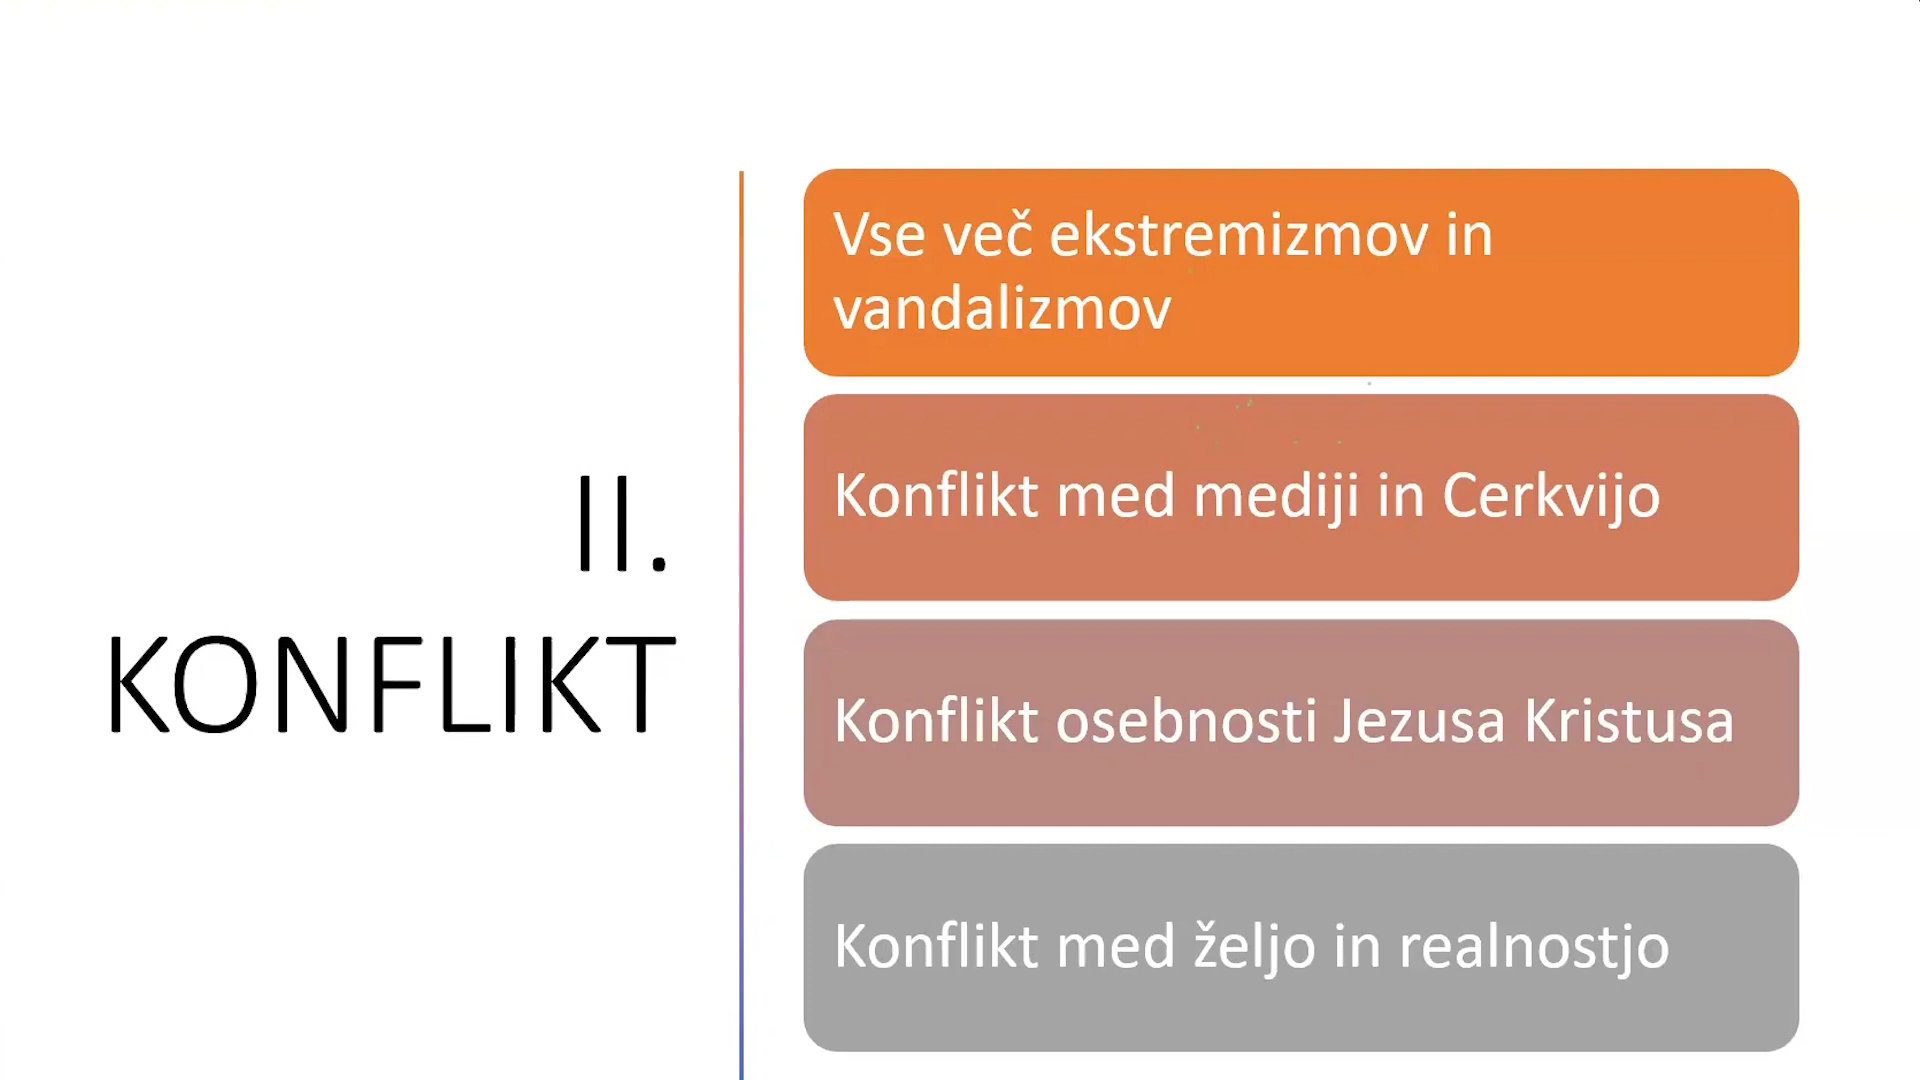 II.
KONFLIKT
Vse več ekstremizmov in
vandalizmov
Konflikt med mediji in Cerkvijo
Konflikt osebnosti Jezusa Kristusa
Konflikt med željo in realnostjo